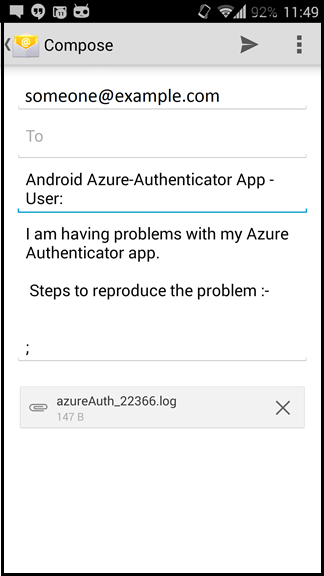 92% 11:49
Compose
someone@example.com
To
Android Azure-Authenticator App -
User:
I am having problems with my Azure
Authenticator app.
Steps to reproduce the problem :-
;
azureAuth_22366.log
147 B